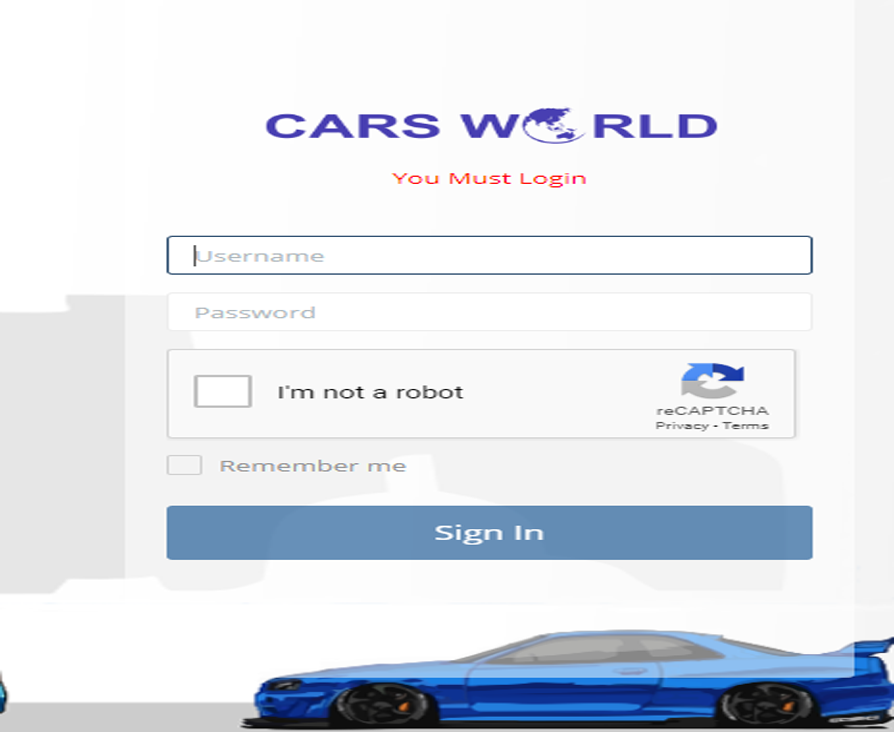 CARS WORLD
You Must Login
Username
Password
I'm not a robot
reCAPTCHA
Privacy - Terms
Remember me
Sign In